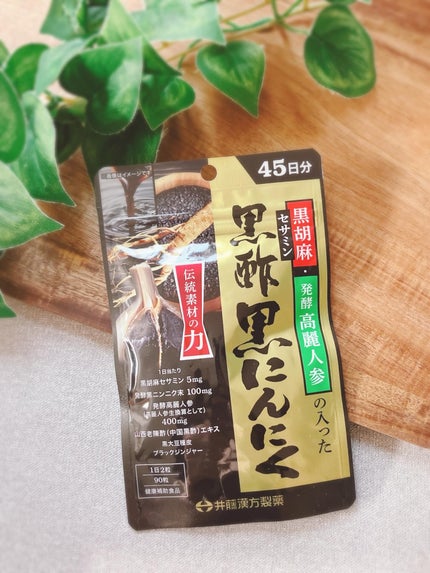 画像はイメージです
45日分
黒胡麻
セサミン
・発酵高麗人参の入った
黒酢黒にんにく
伝統素材の力
1日当たり
黒胡麻セサミン 5mg
発酵黒ニンニク末 100mg
発酵高麗人参
(高麗人参生換算として)
400mg
山西老陳酢(中国黒酢)エキス
黒大豆種皮
ブラックジンジャー
1日2粒
90粒
健康補助食品
井藤漢方製薬